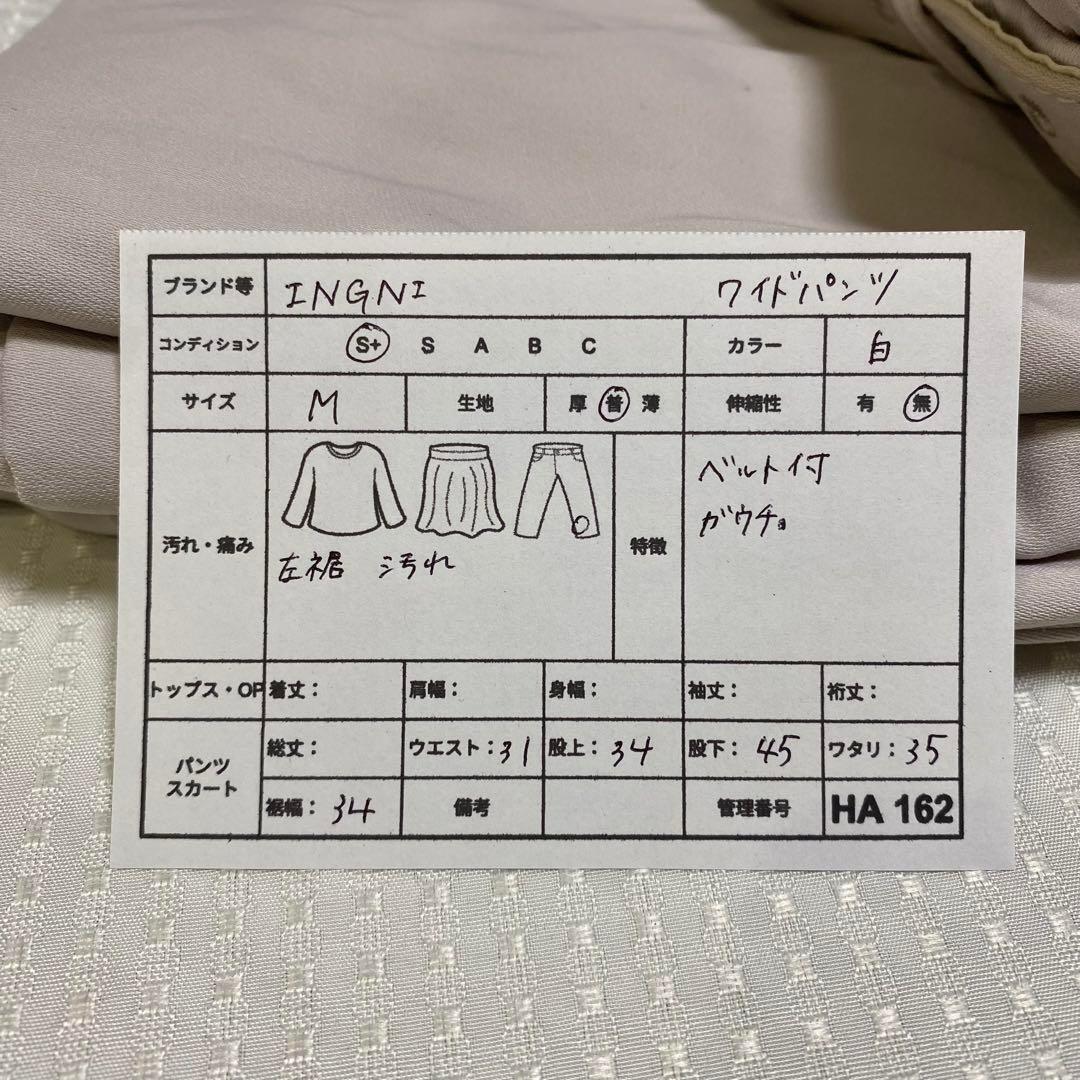 ブランド等 INGNI ワイドパンツ
コンディション S+ S A B C カラー 白
サイズ M 生地 厚 普 薄 伸縮性 有 無
汚れ・痛み 左裾 汚れ 特徴 ベルト付
ガウチョ
トップス・OP 着丈： 肩幅： 身幅： 袖丈： 裄丈：
パンツ スカート 総丈： ウエスト：31 股上：34 股下：45 ワタリ：35
裾幅：34 備考 管理番号 HA 162